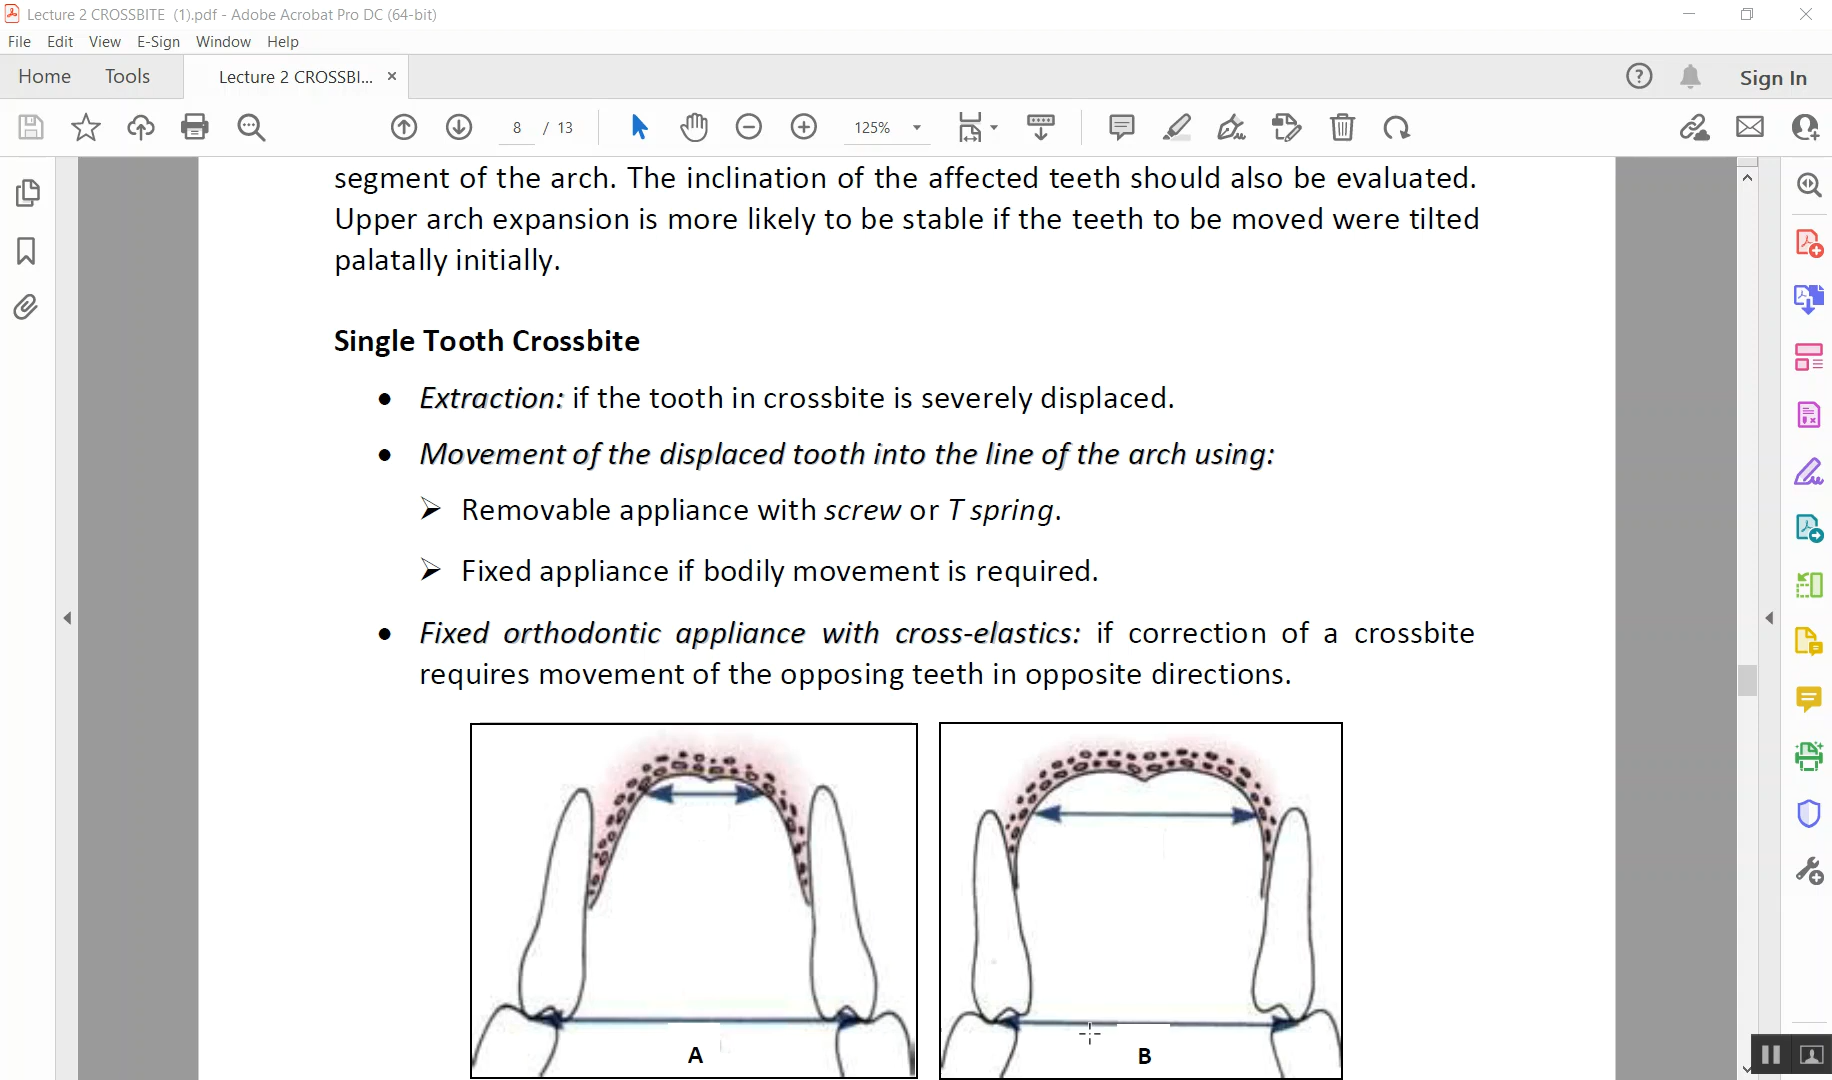 Lecture 2 CROSSBITE (1).pdf - Adobe Acrobat Pro DC (64-bit)
File Edit View E-Sign Window Help
Home Tools Lecture 2 CROSSBI... × Sign In
8 / 13 125%
segment of the arch. The inclination of the affected teeth should also be evaluated.
Upper arch expansion is more likely to be stable if the teeth to be moved were tilted
palatally initially.
Single Tooth Crossbite
• Extraction: if the tooth in crossbite is severely displaced.
• Movement of the displaced tooth into the line of the arch using:
➢ Removable appliance with screw or T spring.
➢ Fixed appliance if bodily movement is required.
• Fixed orthodontic appliance with cross-elastics: if correction of a crossbite
requires movement of the opposing teeth in opposite directions.
A B